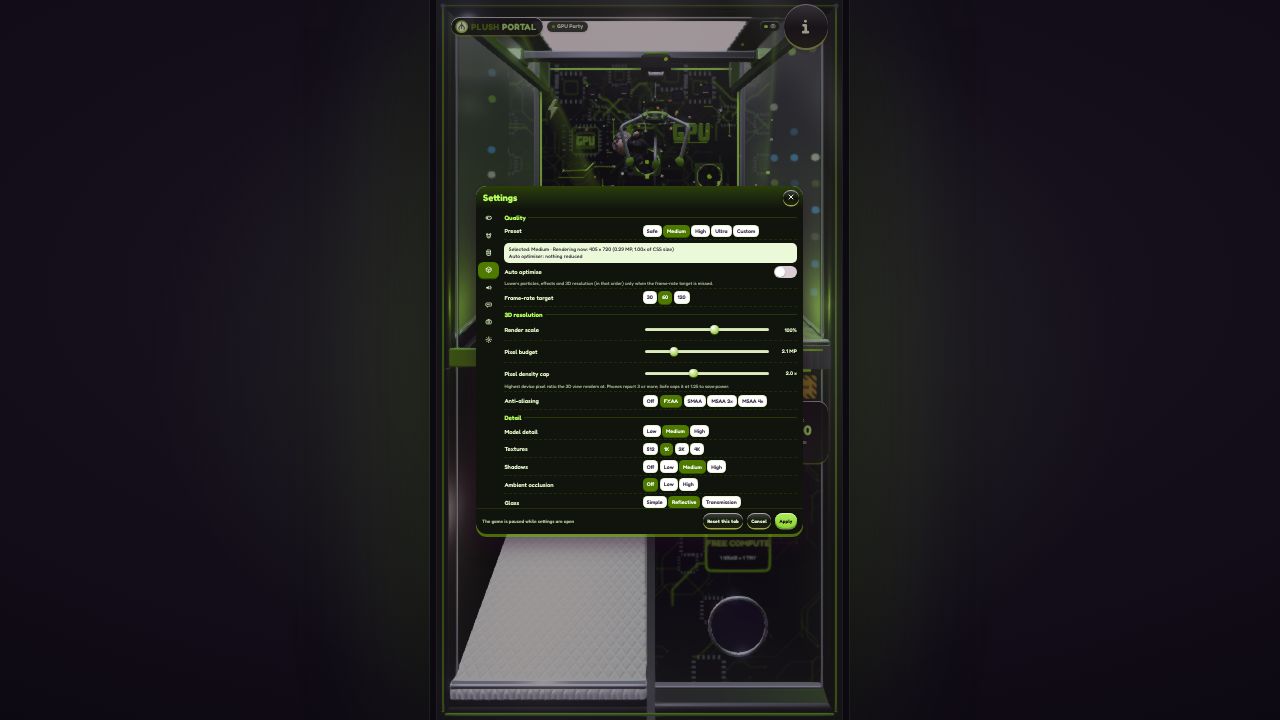 PLUSH PORTAL
GPU Party
i
GPU
GPU
Settings
Quality
Preset
Safe
Medium
High
Ultra
Custom
Selected: Medium · Rendering now: 405 x 720 (0.29 MP, 1.00x of CSS size)
Auto optimiser: nothing reduced
Auto optimise
Lowers particles, effects and 3D resolution (in that order) only when the frame-rate target is missed.
Frame-rate target
30
60
120
3D resolution
Render scale
100%
Pixel budget
2.1 MP
Pixel density cap
2.0 x
Highest device pixel ratio the 3D view renders at. Phones report 3 or more; Safe caps it at 1.25 to save power.
Anti-aliasing
Off
FXAA
SMAA
MSAA 2x
MSAA 4x
Detail
Model detail
Low
Medium
High
Textures
512
1K
2K
4K
Shadows
Off
Low
Medium
High
Ambient occlusion
Off
Low
High
Glass
Simple
Reflective
Transmission
The game is paused while settings are open
Reset this tab
Cancel
Apply
FREE COMPUTE